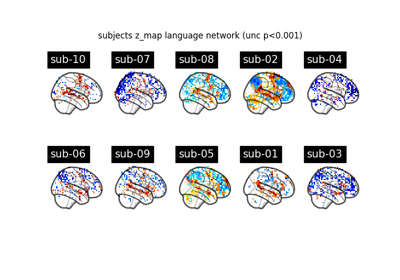 subjects z_map language network (unc p<0.001)
sub-10 sub-07 sub-08 sub-02 sub-04
sub-06 sub-09 sub-05 sub-01 sub-03